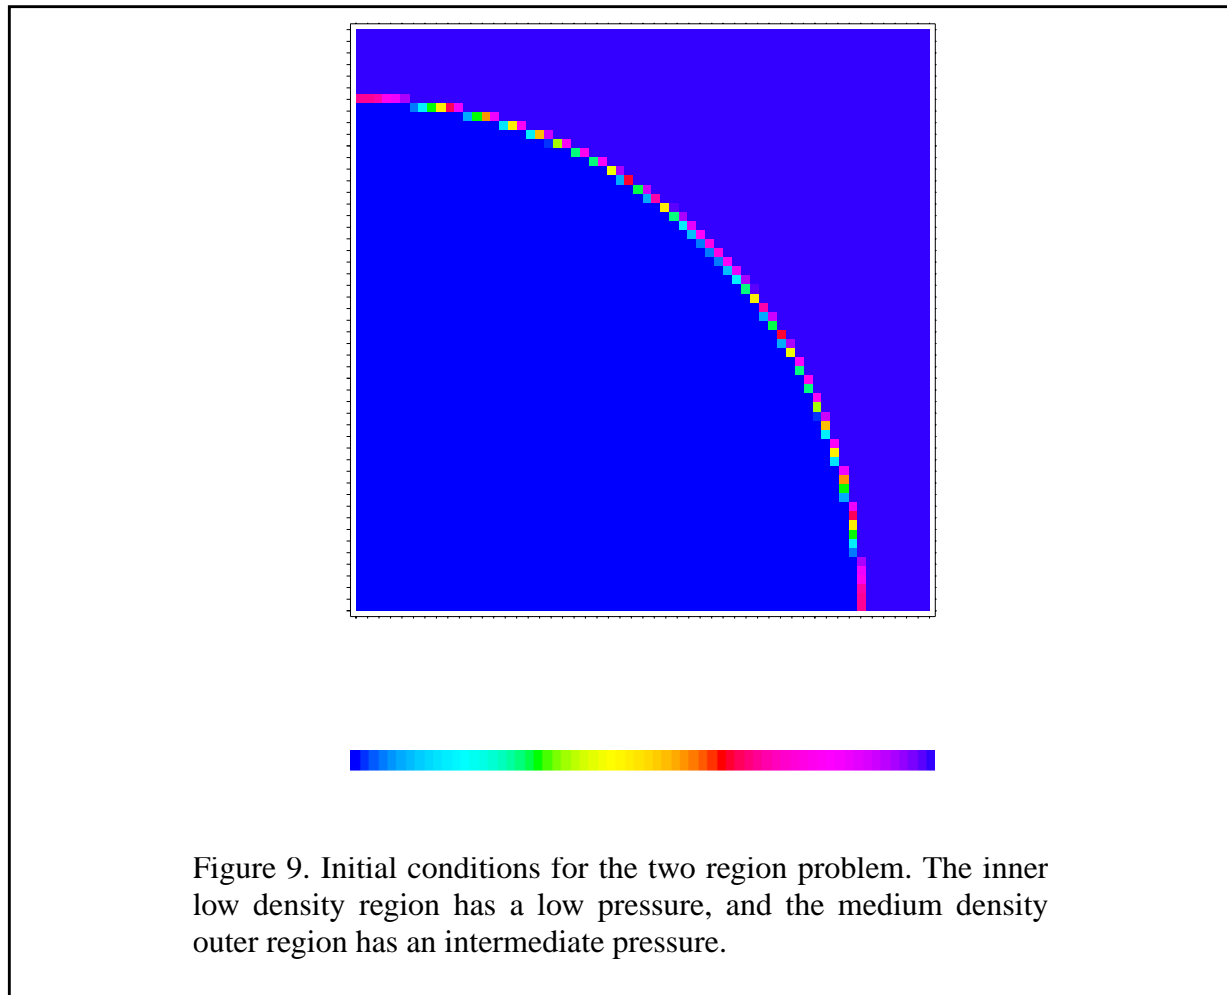 Figure 9. Initial conditions for the two region problem. The inner
low density region has a low pressure, and the medium density
outer region has an intermediate pressure.